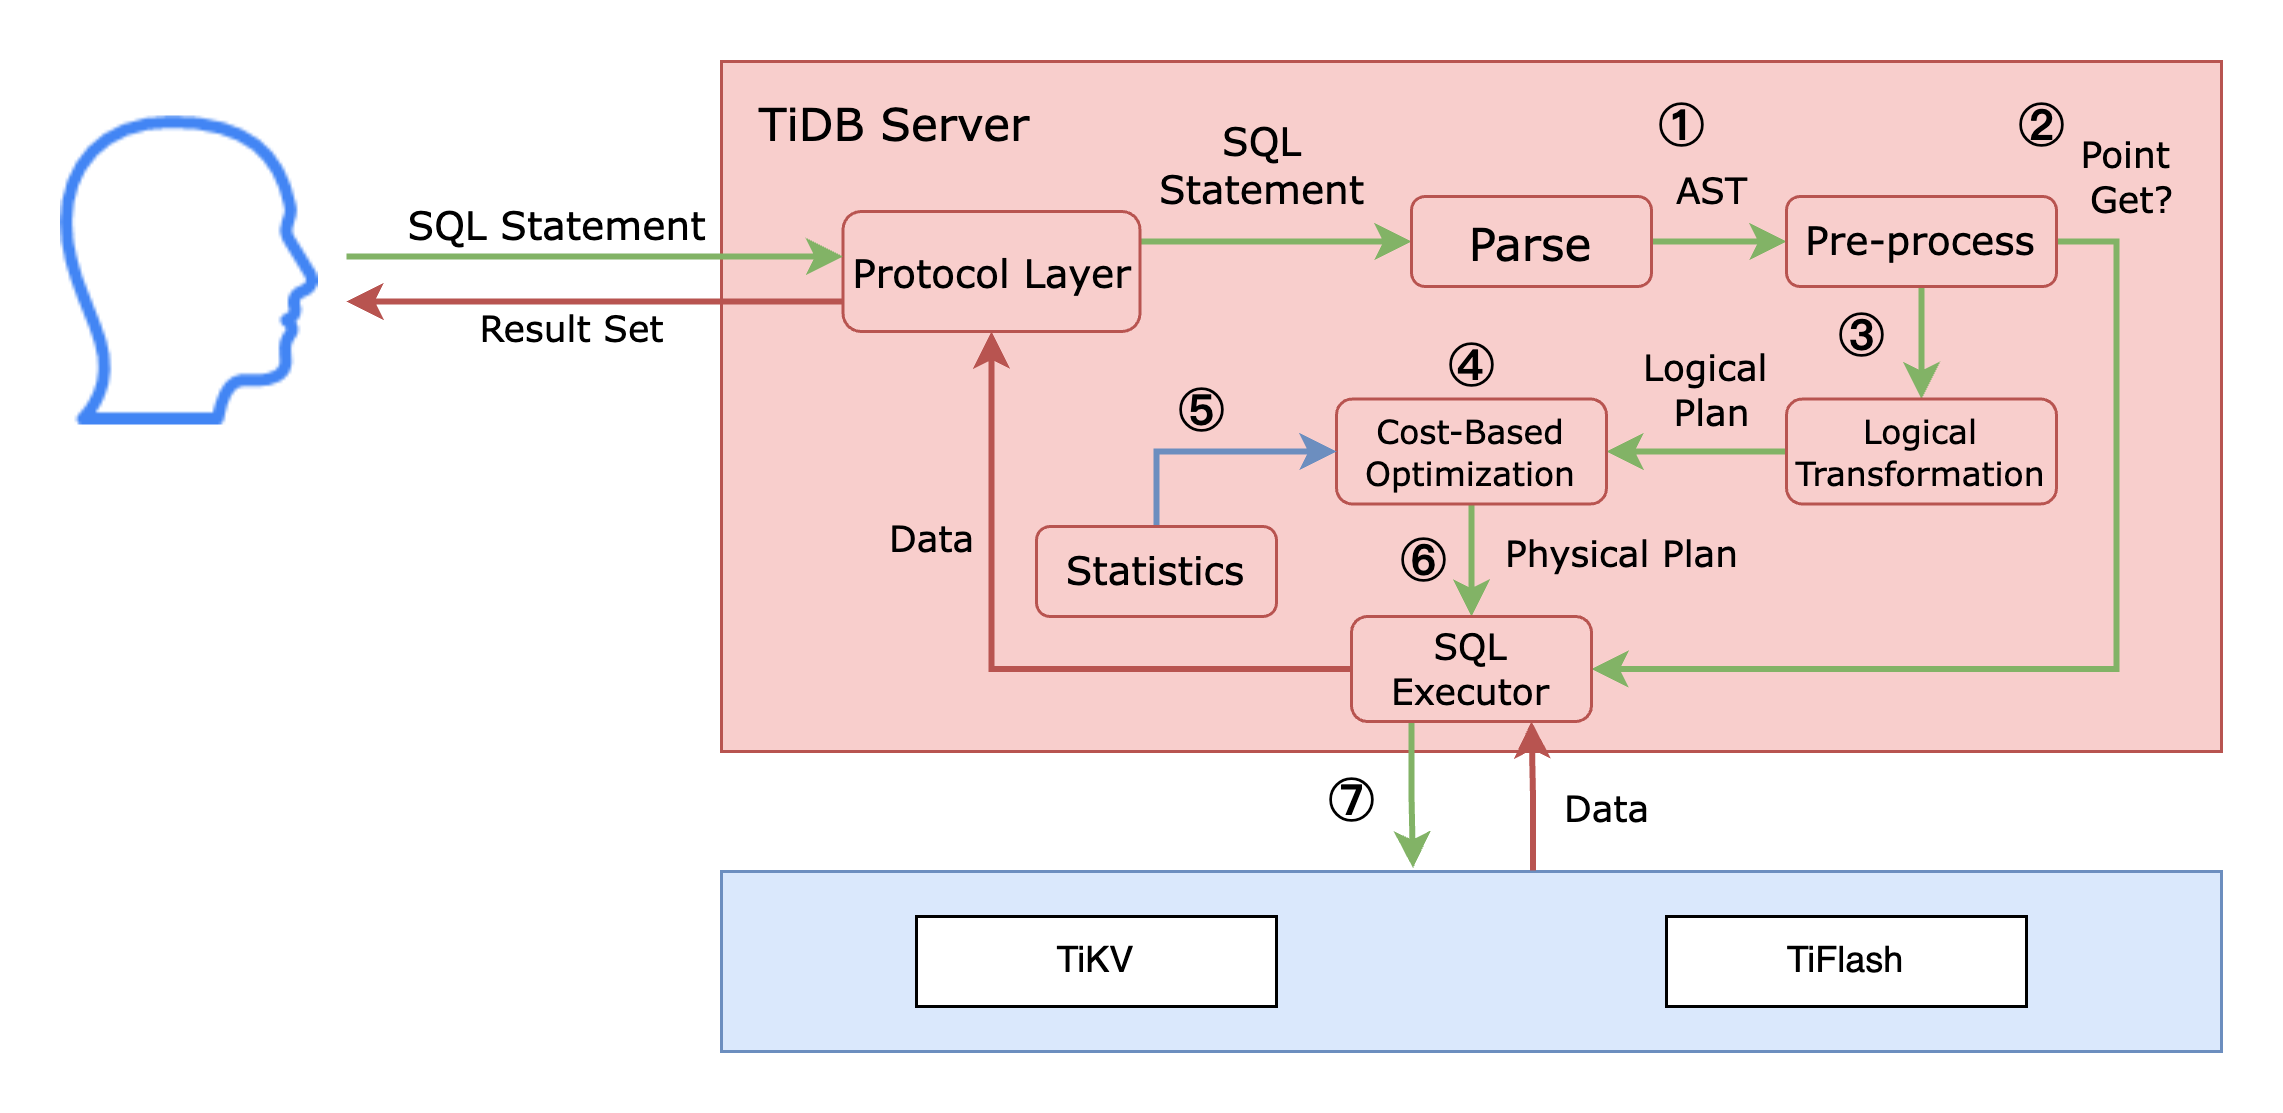 TiDB Server
SQL Statement
Result Set
Protocol Layer
SQL
Statement
Parse
①
AST
Pre-process
②
Point
Get?
③
Logical
Transformation
Logical
Plan
④
Cost-Based
Optimization
⑤
Statistics
⑥
Physical Plan
SQL
Executor
Data
⑦
Data
TiKV
TiFlash